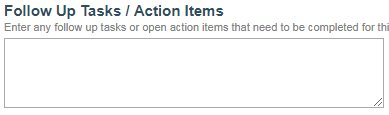 Follow Up Tasks / Action Items
Enter any follow up tasks or open action items that need to be completed for thi